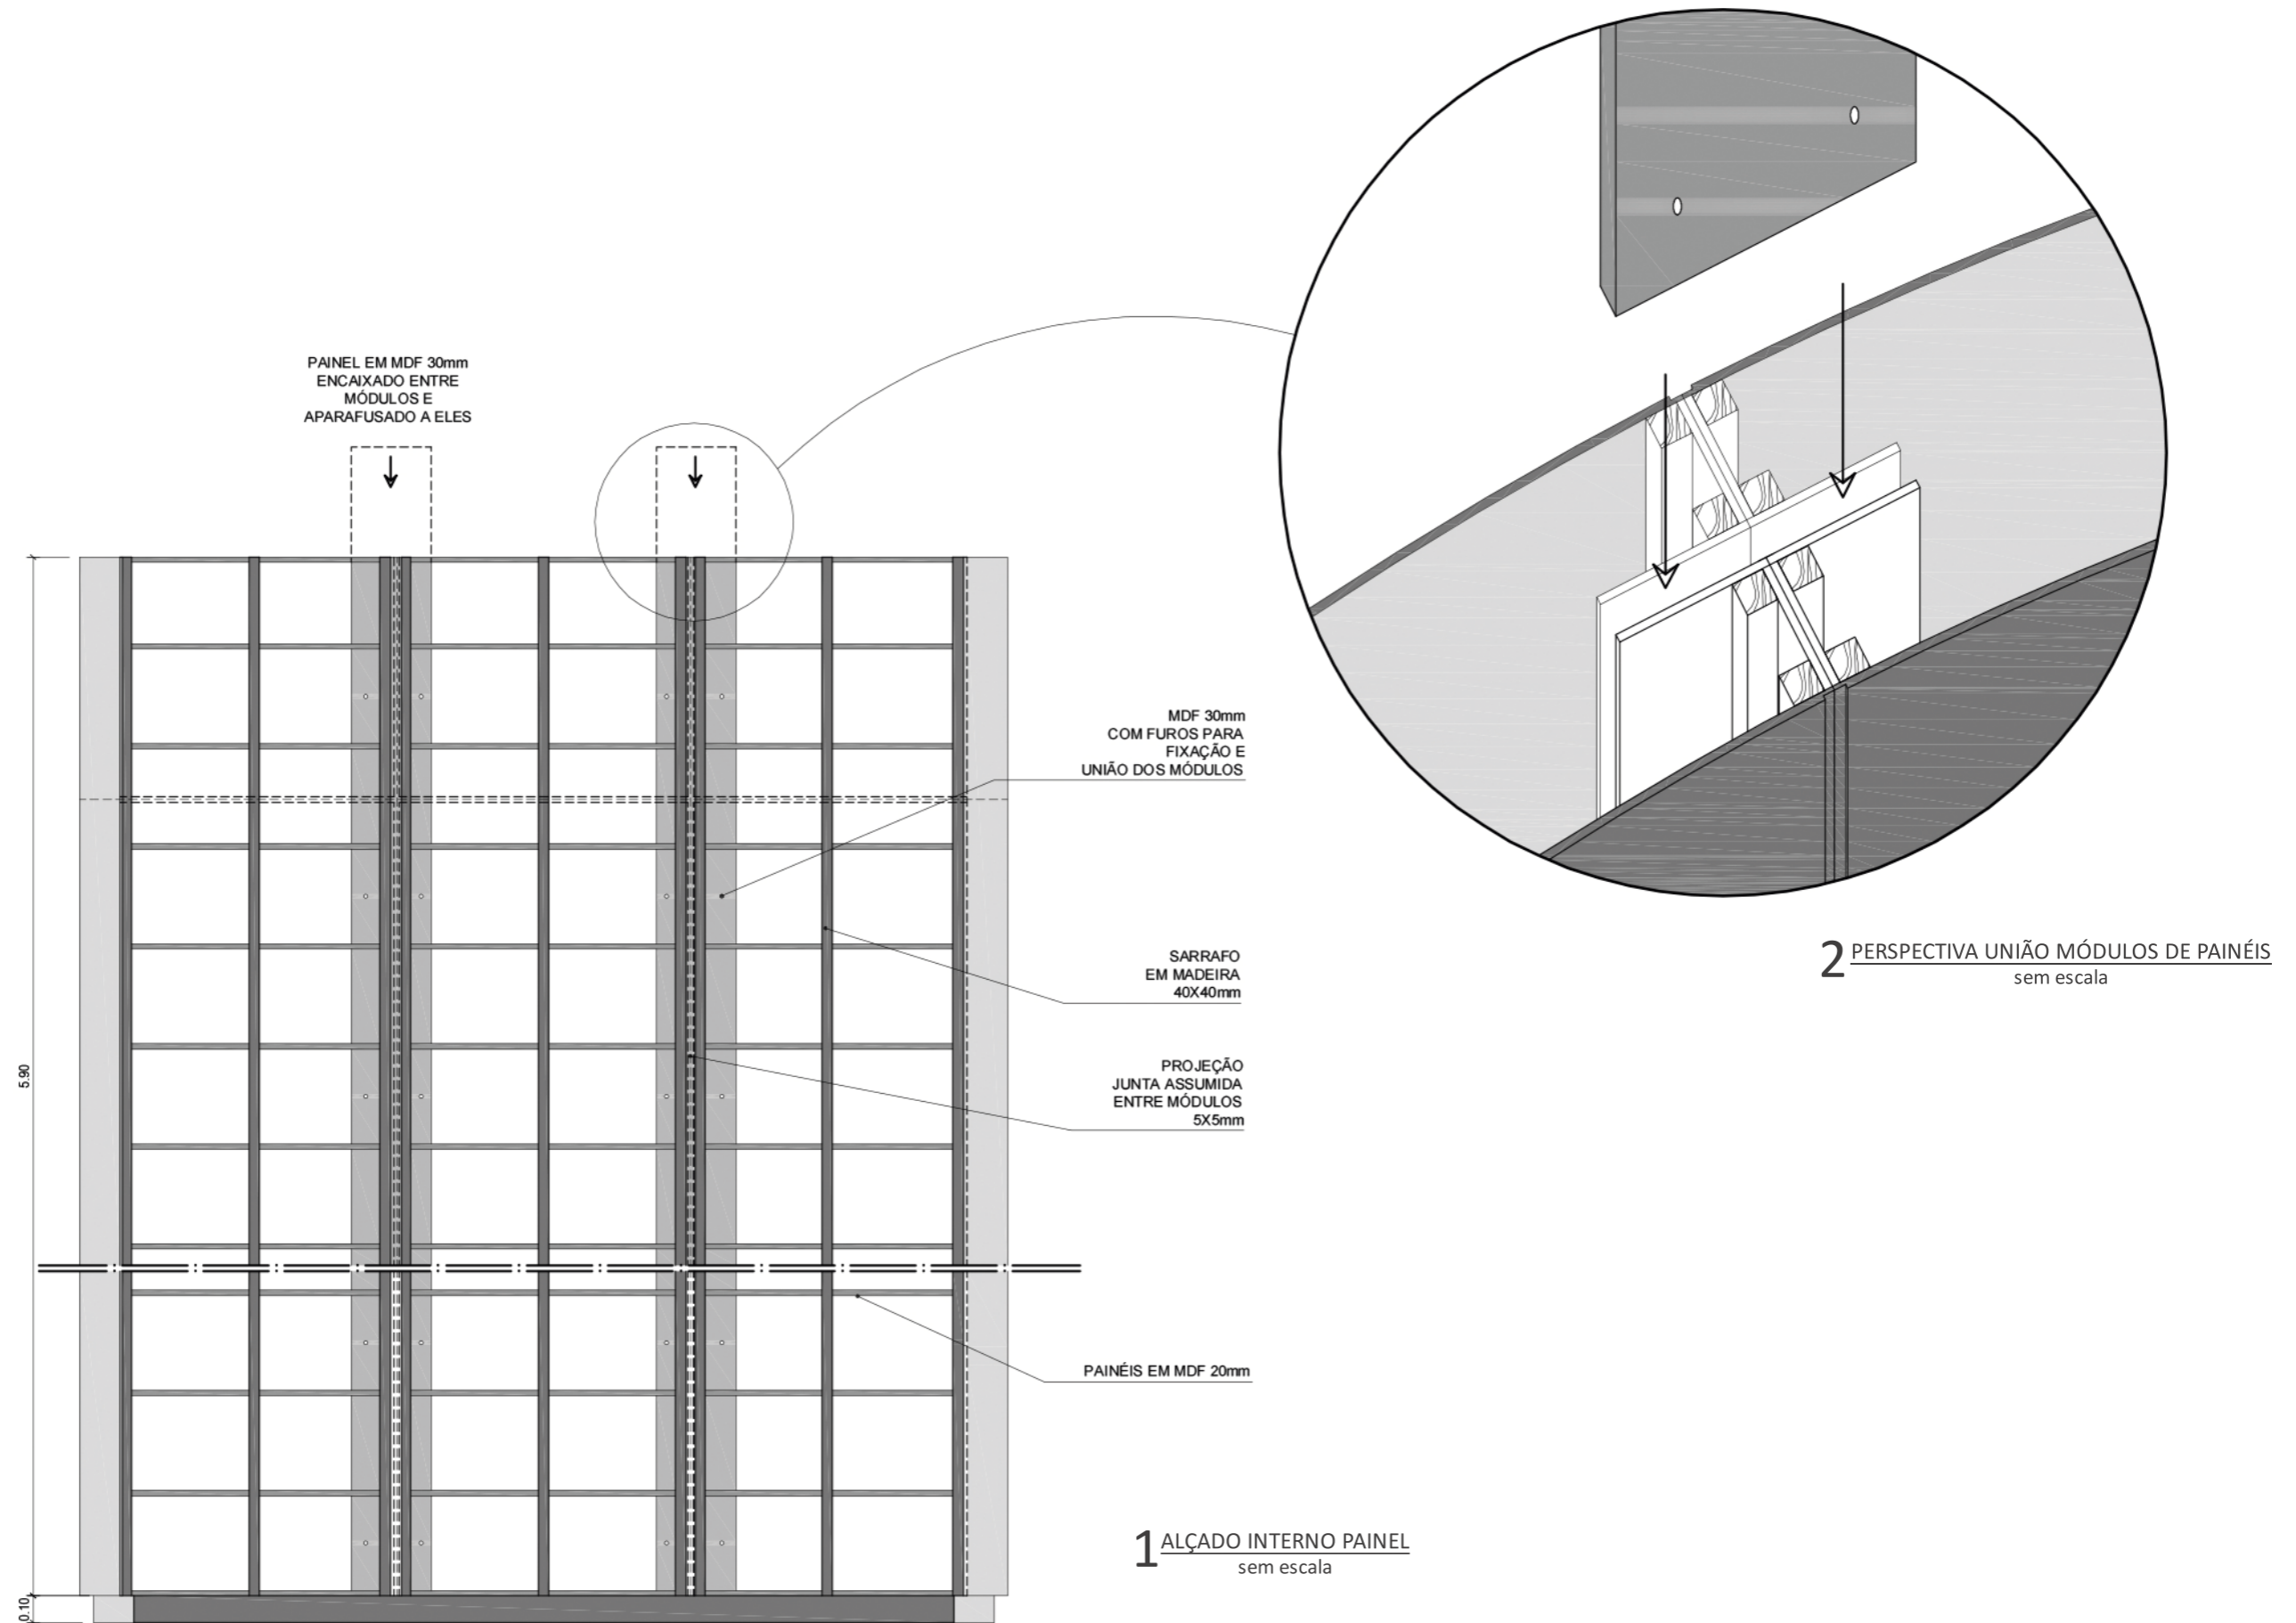 PAINEL EM MDF 30mm
ENCAIXADO ENTRE
MÓDULOS E
APARAFUSADO A ELES
MDF 30mm
COM FUROS PARA
FIXAÇÃO E
UNIÃO DOS MÓDULOS
SARRAFO
EM MADEIRA
40X40mm
PROJEÇÃO
JUNTA ASSUMIDA
ENTRE MÓDULOS
5X5mm
PAINÉIS EM MDF 20mm
5.90
0.10
1 ALÇADO INTERNO PAINEL
sem escala
2 PERSPECTIVA UNIÃO MÓDULOS DE PAINÉIS
sem escala